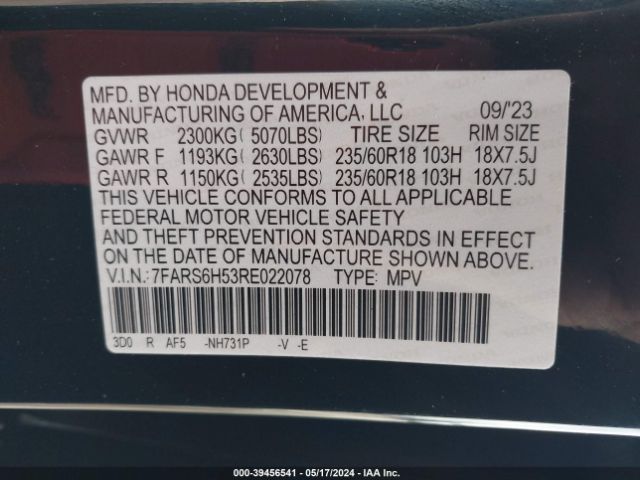 MFD. BY HONDA DEVELOPMENT &
MANUFACTURING OF AMERICA, LLC 09/'23
GVWR 2300KG( 5070LBS) TIRE SIZE RIM SIZE
GAWR F 1193KG( 2630LBS) 235/60R18 103H 18X7.5J
GAWR R 1150KG( 2535LBS) 235/60R18 103H 18X7.5J
THIS VEHICLE CONFORMS TO ALL APPLICABLE
FEDERAL MOTOR VEHICLE SAFETY
AND THEFT PREVENTION STANDARDS IN EFFECT
ON THE DATE OF MANUFACTURE SHOWN ABOVE.
V.I.N.:7FARS6H53RE022078 TYPE: MPV
3D0 R AF5 -NH731P -V -E
000-39456541 - 05/17/2024 - IAA Inc.